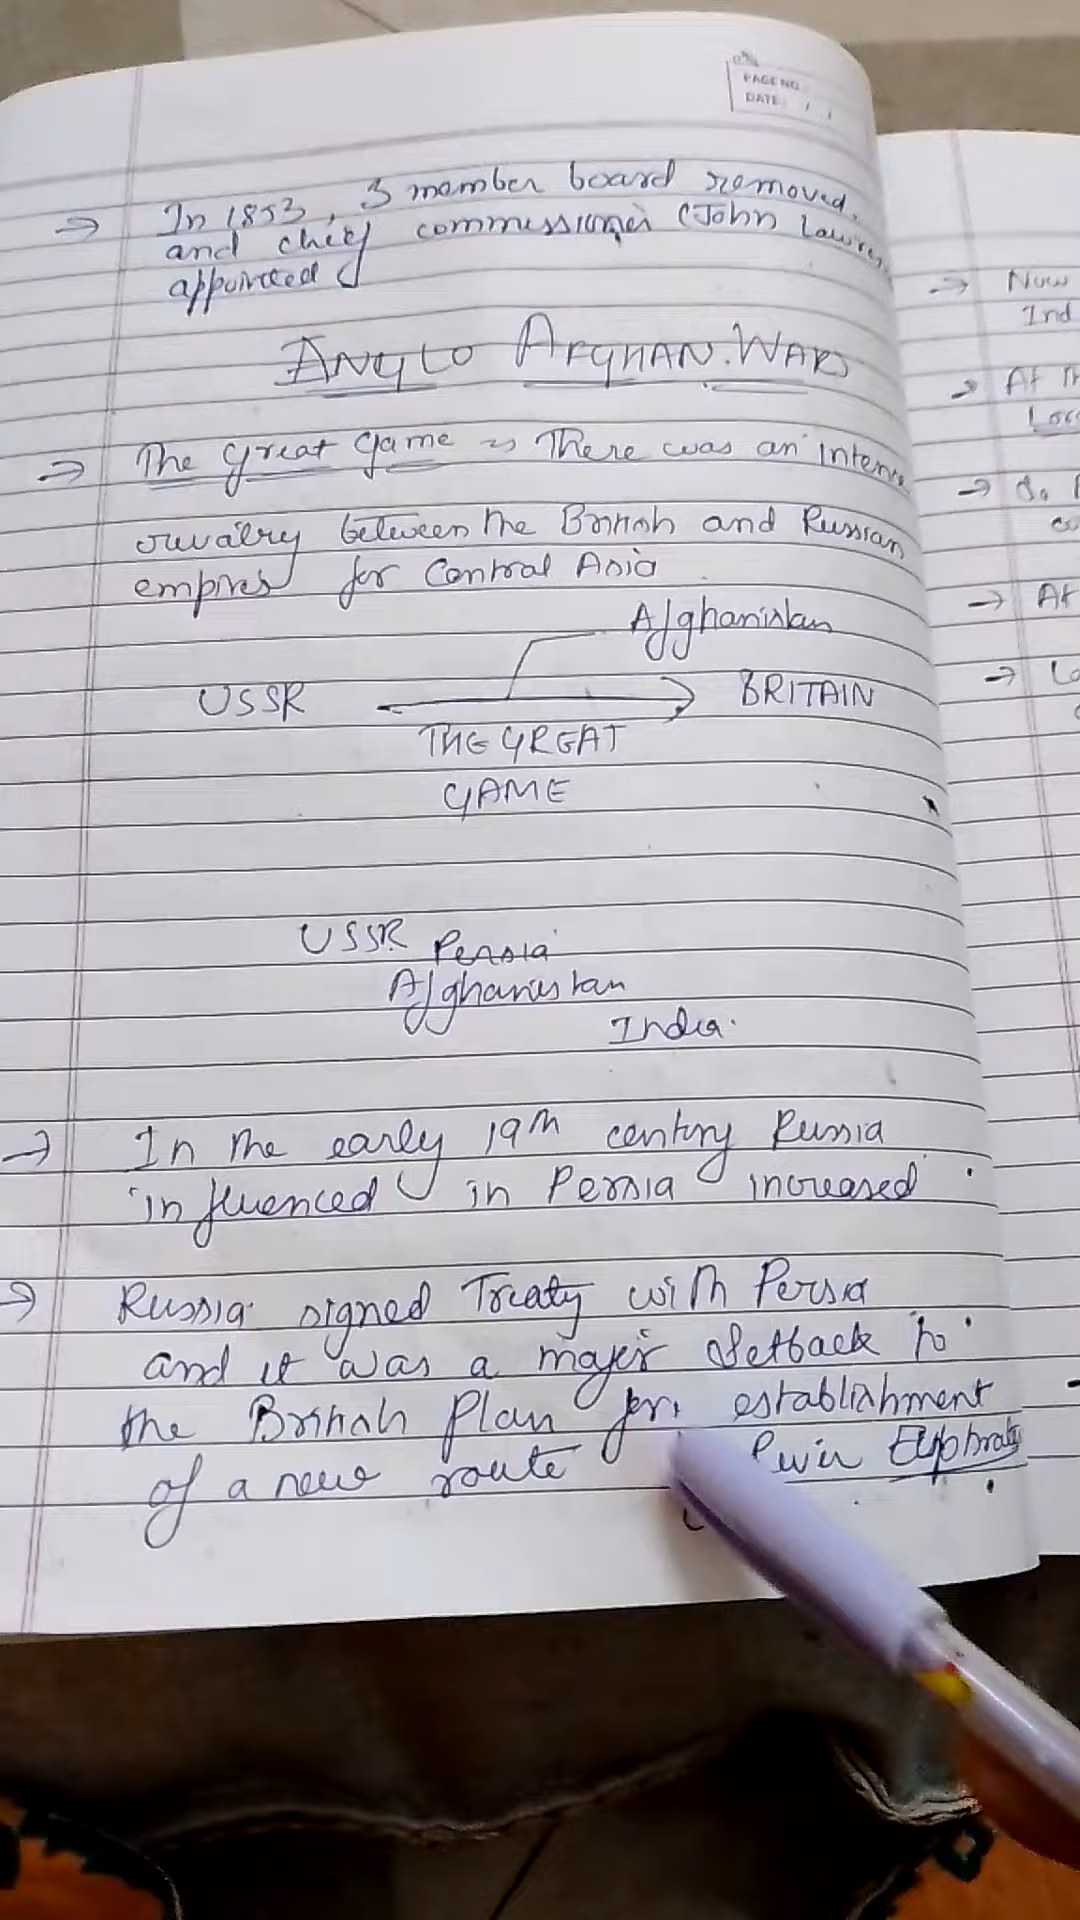 PAGE NO.
DATE: / /
→ In 1853, 3 member board removed.
and chief commissioner (John Lawren
appointed
ANGLO AFGHAN WAR
→ The Great Game → There was an intense
rivalry between the British and Russian
empires for Central Asia
Afghanistan
USSR BRITAIN
THE GREAT
GAME
USSR Persia
Afghanistan
India.
→ In the early 19th century Russia
influenced in Persia increased
→ Russia signed Treaty with Persia
and it was a major setback to
the British Plan for establishment
of a new route River Euphrates
→ Now
Ind
→ At th
→ So
→ At